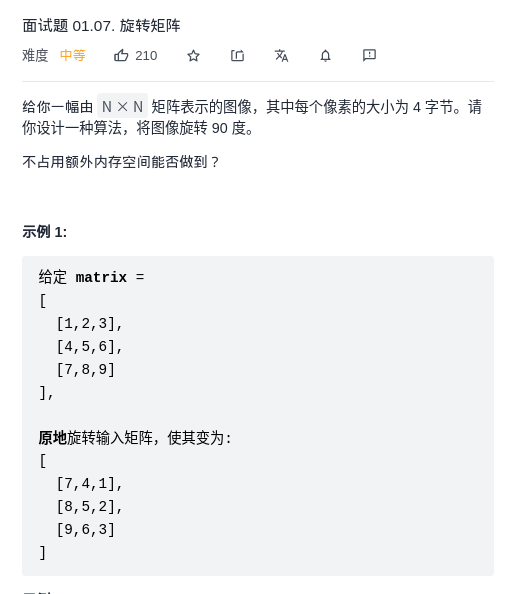 面试题 01.07. 旋转矩阵
难度 中等 210
给你一幅由 N × N 矩阵表示的图像，其中每个像素的大小为 4 字节。请
你设计一种算法，将图像旋转 90 度。
不占用额外内存空间能否做到？
示例 1:
给定 matrix =
[
  [1,2,3],
  [4,5,6],
  [7,8,9]
],
原地旋转输入矩阵，使其变为:
[
  [7,4,1],
  [8,5,2],
  [9,6,3]
]